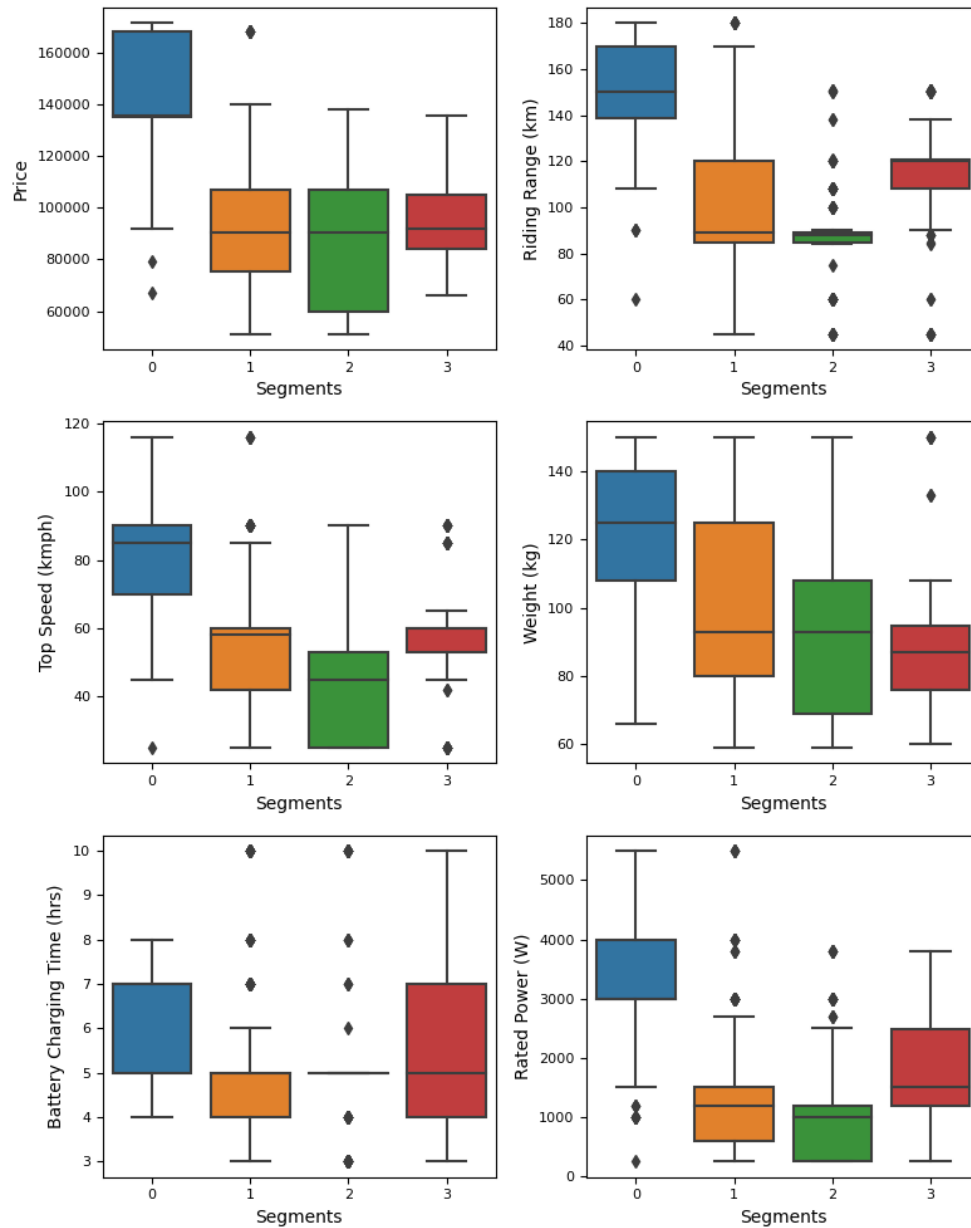 Price
160000
140000
120000
100000
80000
60000
0 1 2 3
Segments
Riding Range (km)
180
160
140
120
100
80
60
40
0 1 2 3
Segments
Top Speed (kmph)
120
100
80
60
40
0 1 2 3
Segments
Weight (kg)
140
120
100
80
60
0 1 2 3
Segments
Battery Charging Time (hrs)
10
9
8
7
6
5
4
3
0 1 2 3
Segments
Rated Power (W)
5000
4000
3000
2000
1000
0
0 1 2 3
Segments